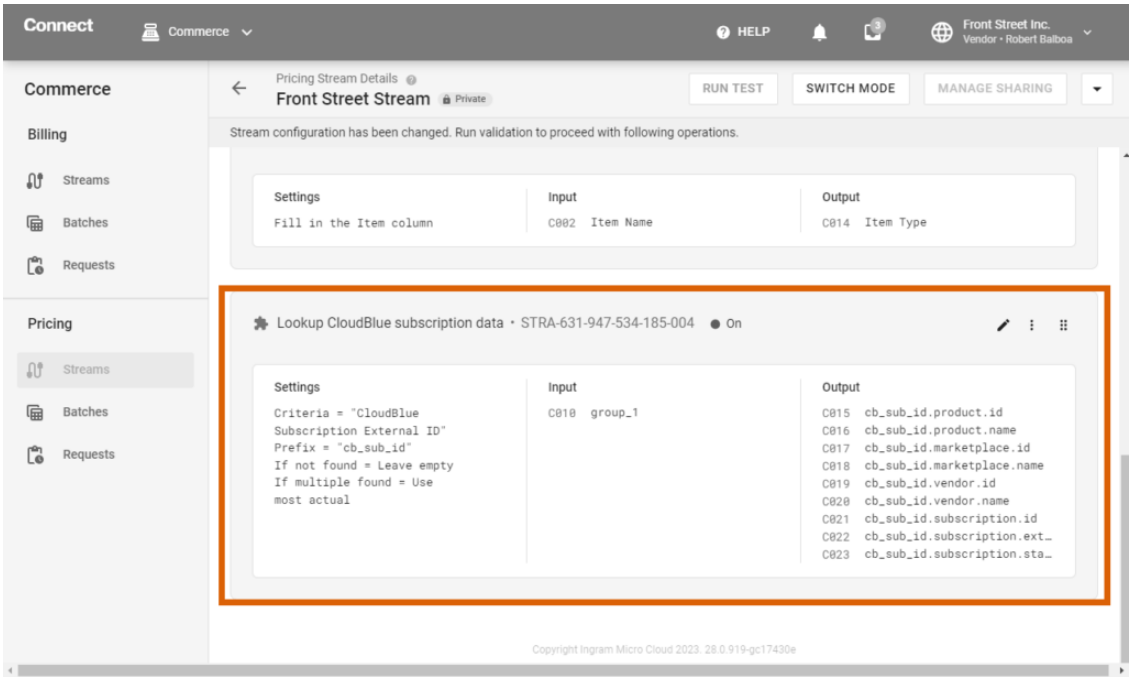 Connect
Commerce
HELP
3
Front Street Inc.
Vendor • Robert Balboa
Commerce
Billing
Streams
Batches
Requests
Pricing
Streams
Batches
Requests
Pricing Stream Details
Front Street Stream Private
RUN TEST
SWITCH MODE
MANAGE SHARING
Stream configuration has been changed. Run validation to proceed with following operations.
Settings
Fill in the Item column
Input
C002 Item Name
Output
C014 Item Type
Lookup CloudBlue subscription data • STRA-631-947-534-185-004 On
Settings
Criteria = "CloudBlue
Subscription External ID"
Prefix = "cb_sub_id"
If not found = Leave empty
If multiple found = Use
most actual
Input
C010 group_1
Output
C015 cb_sub_id.product.id
C016 cb_sub_id.product.name
C017 cb_sub_id.marketplace.id
C018 cb_sub_id.marketplace.name
C019 cb_sub_id.vendor.id
C020 cb_sub_id.vendor.name
C021 cb_sub_id.subscription.id
C022 cb_sub_id.subscription.ext…
C023 cb_sub_id.subscription.sta…
Copyright Ingram Micro Cloud 2023. 28.0.919-gc17430e